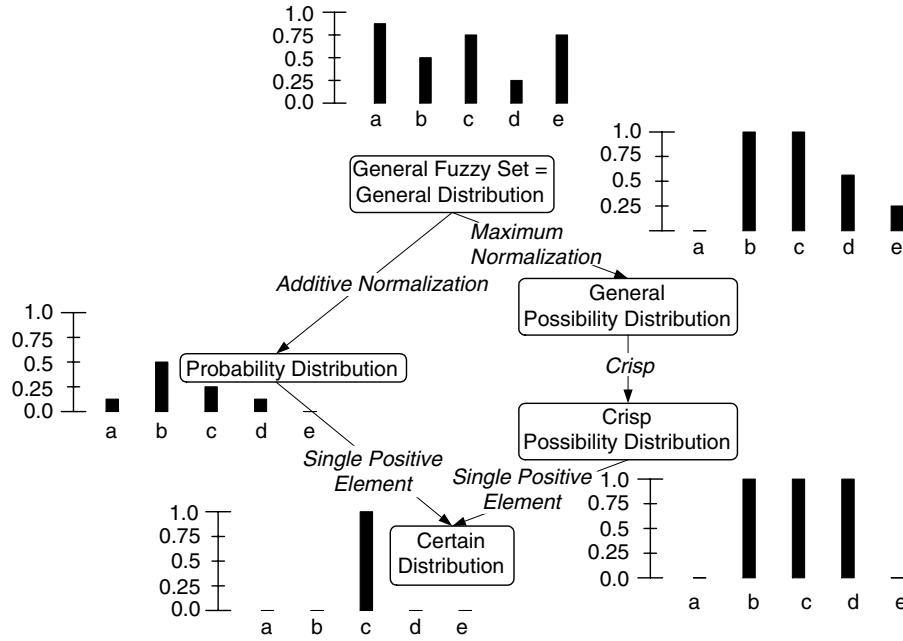 1.0
0.75
0.5
0.25
0.0
a b c d e
General Fuzzy Set =
General Distribution
1.0
0.75
0.5
0.25
a b c d e
Maximum
Normalization
Additive Normalization
General
Possibility Distribution
1.0
0.75
0.5
0.25
0.0
a b c d e
Probability Distribution
Crisp
Crisp
Possibility Distribution
Single Positive
Element
Single Positive
Element
1.0
0.75
0.5
0.25
0.0
a b c d e
Certain
Distribution
1.0
0.75
0.5
0.25
0.0
a b c d e